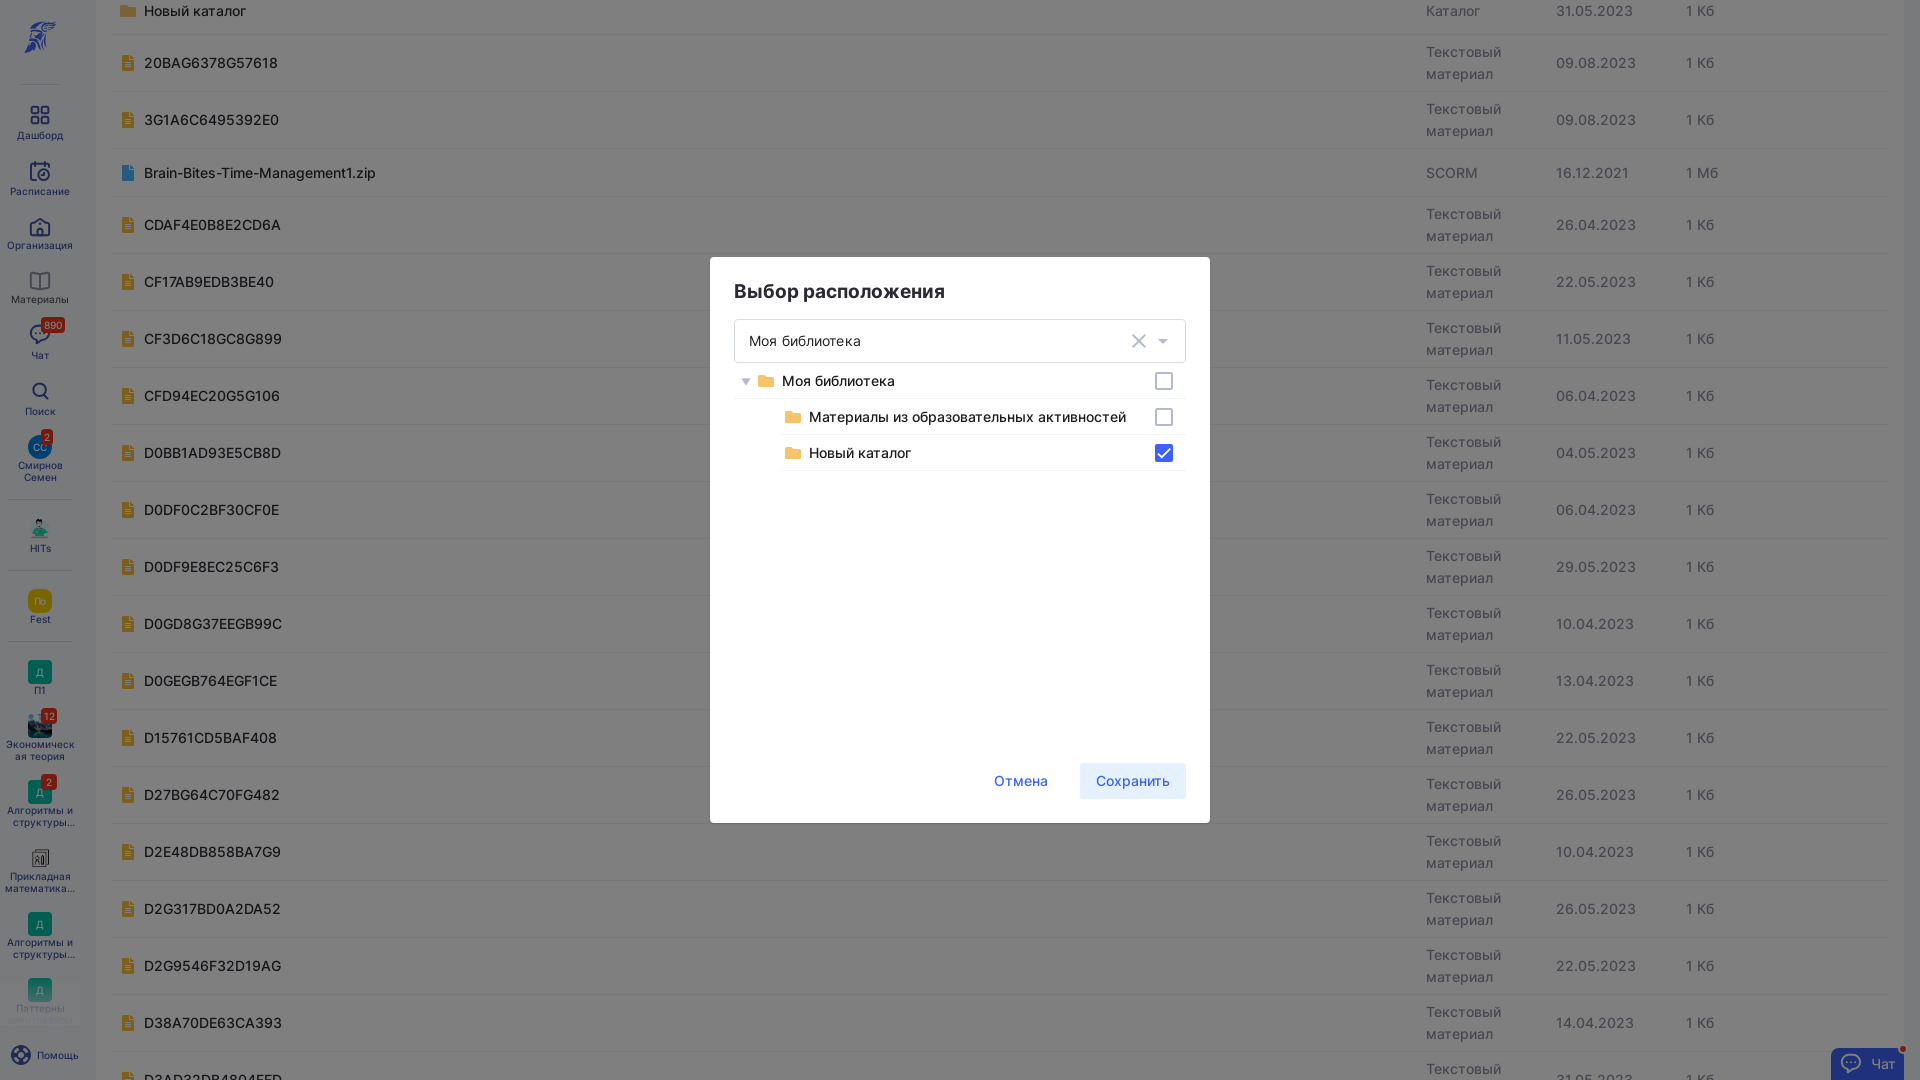 Новый каталог Каталог 31.05.2023 1 Кб
20BAG6378G57618 Текстовый материал 09.08.2023 1 Кб
3G1A6C6495392E0 Текстовый материал 09.08.2023 1 Кб
Brain-Bites-Time-Management1.zip SCORM 16.12.2021 1 Мб
CDAF4E0B8E2CD6A Текстовый материал 26.04.2023 1 Кб
CF17AB9EDB3BE40 Текстовый материал 22.05.2023 1 Кб
CF3D6C18GC8G899 Текстовый материал 11.05.2023 1 Кб
CFD94EC20G5G106 Текстовый материал 06.04.2023 1 Кб
D0BB1AD93E5CB8D Текстовый материал 04.05.2023 1 Кб
D0DF0C2BF30CF0E Текстовый материал 06.04.2023 1 Кб
D0DF9E8EC25C6F3 Текстовый материал 29.05.2023 1 Кб
D0GD8G37EEGB99C Текстовый материал 10.04.2023 1 Кб
D0GEGB764EGF1CE Текстовый материал 13.04.2023 1 Кб
D15761CD5BAF408 Текстовый материал 22.05.2023 1 Кб
D27BG64C70FG482 Текстовый материал 26.05.2023 1 Кб
D2E48DB858BA7G9 Текстовый материал 10.04.2023 1 Кб
D2G317BD0A2DA52 Текстовый материал 26.05.2023 1 Кб
D2G9546F32D19AG Текстовый материал 22.05.2023 1 Кб
D38A70DE63CA393 Текстовый материал 14.04.2023 1 Кб
Текстовый 31.05.2023 1 Кб
Дашборд
Расписание
Организация
Материалы
890
Чат
Поиск
2
СС
Смирнов
Семен
HITs
По
Fest
Д
П1
12
Экономическ
ая теория
2
Д
Алгоритмы и
структуры...
Прикладная
математика...
Д
Алгоритмы и
структуры...
Д
Паттерны
Помощь
Выбор расположения
Моя библиотека
Моя библиотека
Материалы из образовательных активностей
Новый каталог
Отмена Сохранить
Чат